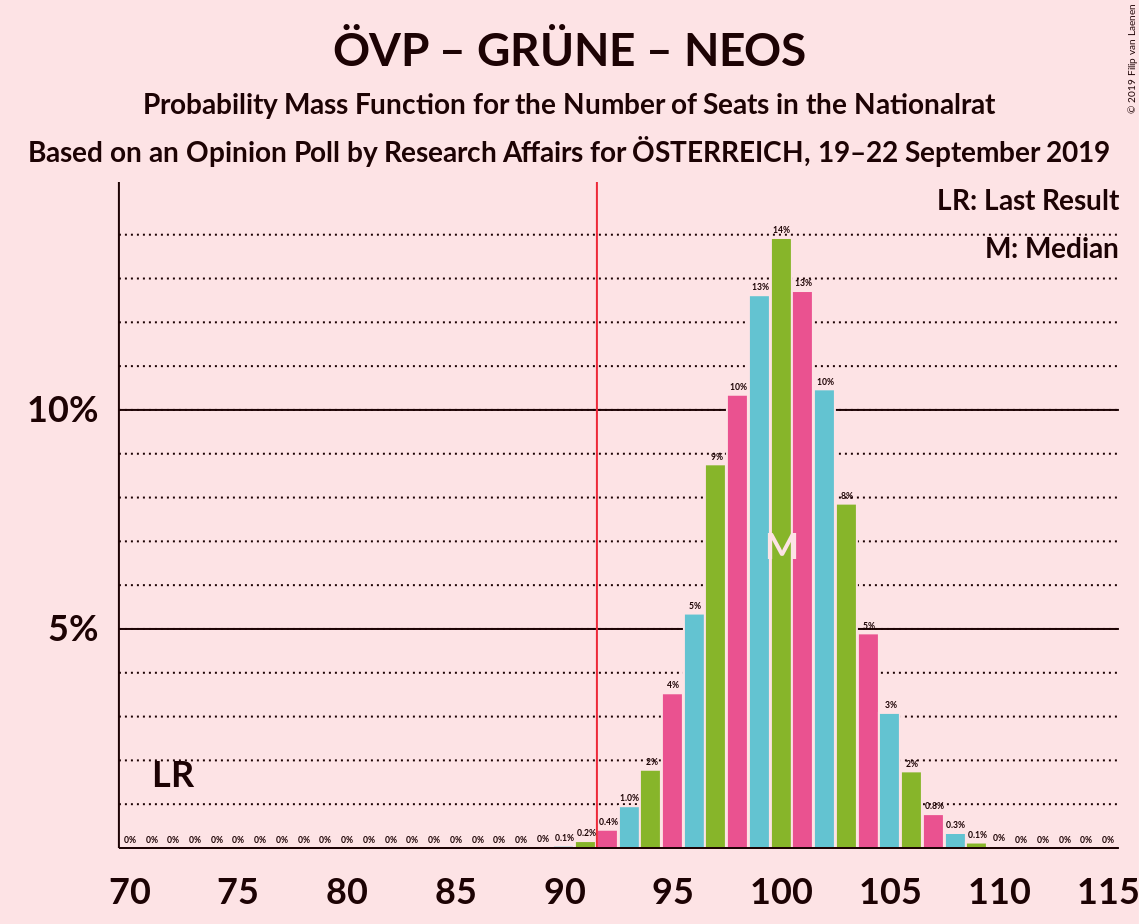 ÖVP – GRÜNE – NEOS
Probability Mass Function for the Number of Seats in the Nationalrat
Based on an Opinion Poll by Research Affairs for ÖSTERREICH, 19–22 September 2019
© 2019 Filip van Laenen
LR: Last Result
M: Median
10%
5%
LR
M
0% 0% 0% 0% 0% 0% 0% 0% 0% 0% 0% 0% 0% 0% 0% 0% 0% 0% 0% 0% 0.1% 0.2% 0.4% 1.0% 2% 4% 5% 9% 10% 13% 14% 13% 10% 8% 5% 3% 2% 0.8% 0.3% 0.1% 0% 0% 0% 0% 0% 0%
70 75 80 85 90 95 100 105 110 115